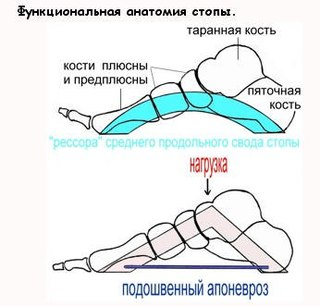 Функциональная анатомия стопы.
таранная кость
кости плюсны
и предплюсны
пяточная
кость
"рессора" среднего продольного свода стопы
нагрузка
подошвенный апоневроз